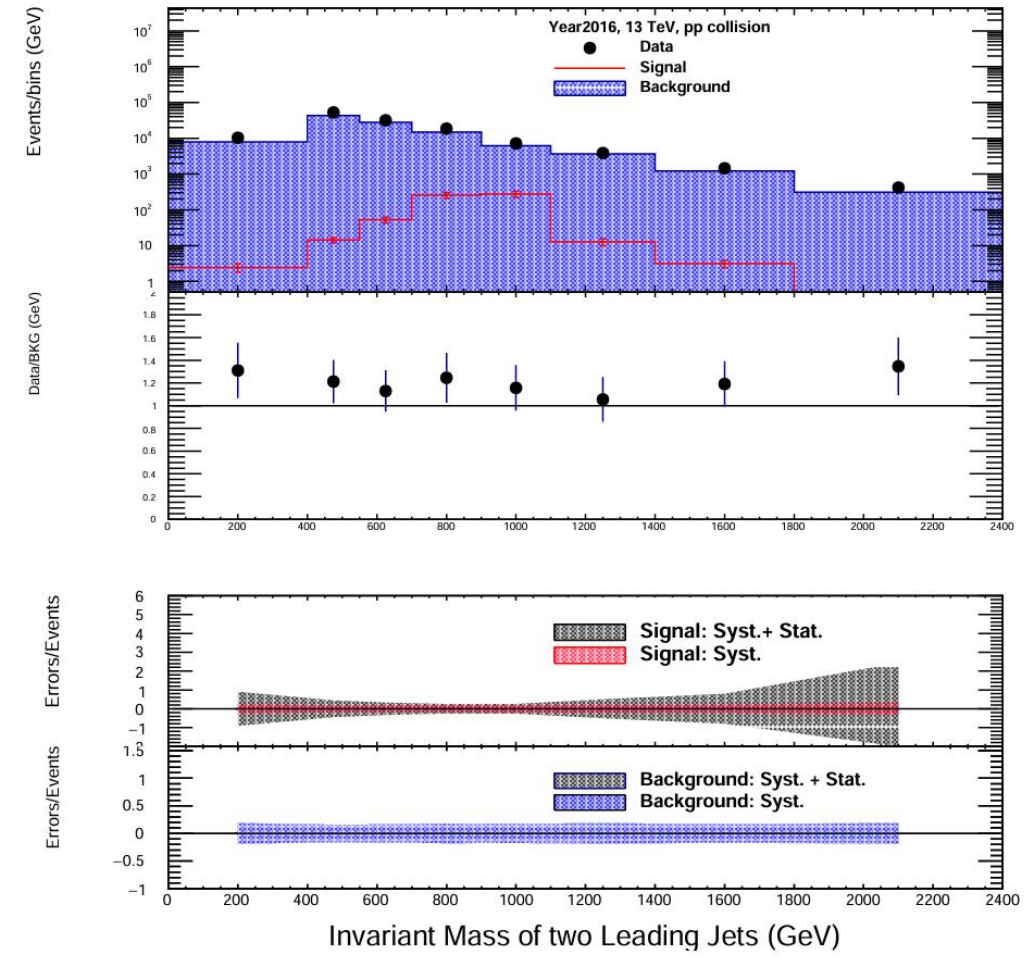 Events/bins (GeV)
Year2016, 13 TeV, pp collision
Data
Signal
Background
10⁷
10⁶
10⁵
10⁴
10³
10²
10
1
Data/BKG (GeV)
2
1.8
1.6
1.4
1.2
1
0.8
0.6
0.4
0.2
0
0 200 400 600 800 1000 1200 1400 1600 1800 2000 2200 2400
Errors/Events
6
5
4
3
2
1
0
−1
Signal: Syst.+ Stat.
Signal: Syst.
Errors/Events
1.5
1
0.5
0
−0.5
−1
Background: Syst. + Stat.
Background: Syst.
0 200 400 600 800 1000 1200 1400 1600 1800 2000 2200 2400
Invariant Mass of two Leading Jets (GeV)